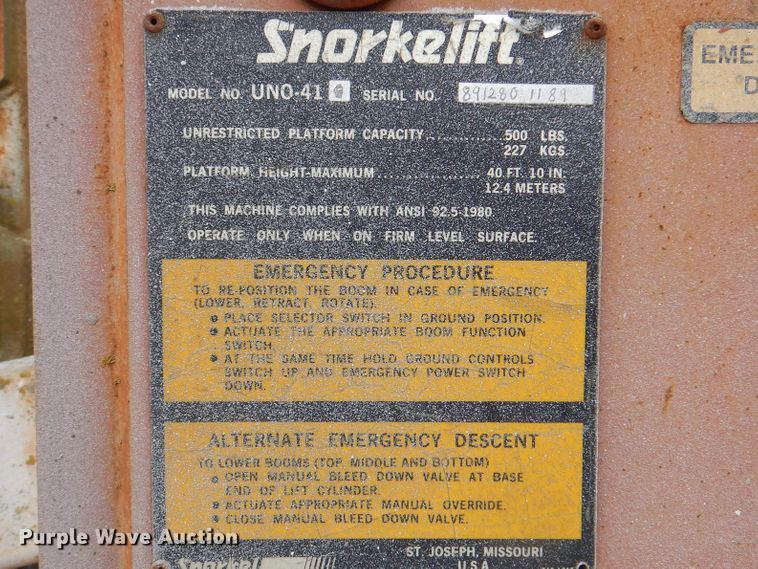 Snorkelift
MODEL NO. UNO-41 G SERIAL NO. 891280 11 89
UNRESTRICTED PLATFORM CAPACITY..............500 LBS.
227 KGS.
PLATFORM HEIGHT-MAXIMUM....................40 FT. 10 IN.
12.4 METERS
THIS MACHINE COMPLIES WITH ANSI 92.5-1980.
OPERATE ONLY WHEN ON FIRM LEVEL SURFACE.
EMERGENCY PROCEDURE
TO RE-POSITION THE BOOM IN CASE OF EMERGENCY
(LOWER, RETRACT, ROTATE).
• PLACE SELECTOR SWITCH IN GROUND POSITION.
• ACTUATE THE APPROPRIATE BOOM FUNCTION
SWITCH.
• AT THE SAME TIME HOLD GROUND CONTROLS
SWITCH UP AND EMERGENCY POWER SWITCH
DOWN.
ALTERNATE EMERGENCY DESCENT
TO LOWER BOOMS (TOP, MIDDLE AND BOTTOM)
• OPEN MANUAL BLEED DOWN VALVE AT BASE
END OF LIFT CYLINDER.
• ACTUATE APPROPRIATE MANUAL OVERRIDE.
• CLOSE MANUAL BLEED DOWN VALVE.
Snorkel
ST. JOSEPH, MISSOURI
U.S.A.
EME
D
Purple Wave Auction